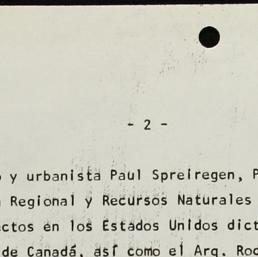 - 2 -
y urbanista Paul Spreiregen, P
Regional y Recursos Naturales
ctos en los Estados Unidos dict
de Canadá, así como el Arq. Rod